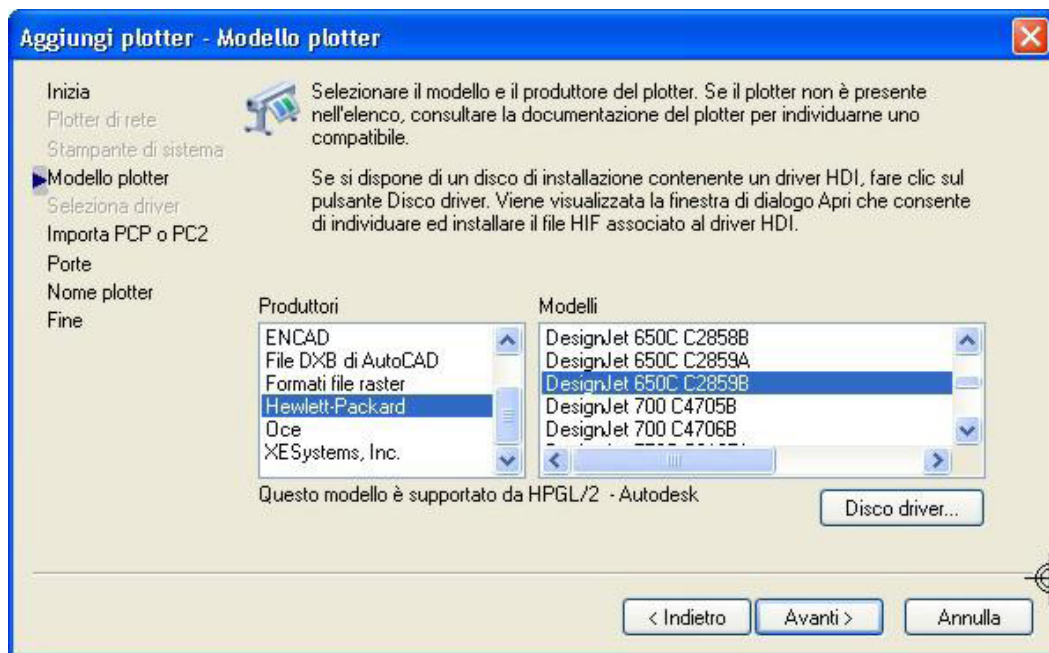 Aggiungi plotter - Modello plotter
Inizia
Plotter di rete
Stampante di sistema
Modello plotter
Seleziona driver
Importa PCP o PC2
Porte
Nome plotter
Fine
Selezionare il modello e il produttore del plotter. Se il plotter non è presente
nell'elenco, consultare la documentazione del plotter per individuarne uno
compatibile.
Se si dispone di un disco di installazione contenente un driver HDI, fare clic sul
pulsante Disco driver. Viene visualizzata la finestra di dialogo Apri che consente
di individuare ed installare il file HIF associato al driver HDI.
Produttori
ENCAD
File DXB di AutoCAD
Formati file raster
Hewlett-Packard
Oce
XESystems, Inc.
Modelli
DesignJet 650C C2858B
DesignJet 650C C2859A
DesignJet 650C C2859B
DesignJet 700 C4705B
DesignJet 700 C4706B
Questo modello è supportato da HPGL/2 - Autodesk
Disco driver...
< Indietro
Avanti >
Annulla